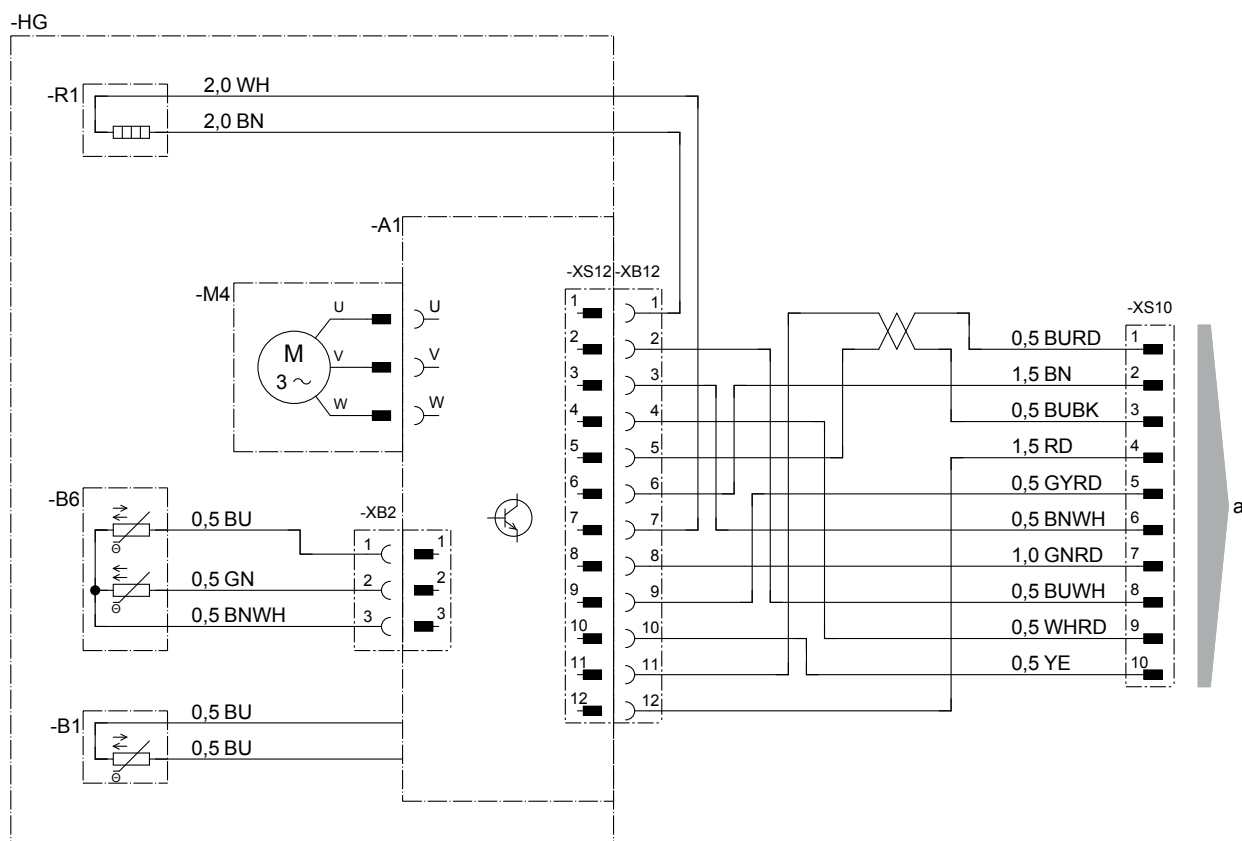 -HG
-R1
2,0 WH
2,0 BN
-A1
-M4
M
3 ~
U
V
W
U
V
W
-XS12
-XB12
1
2
3
4
5
6
7
8
9
10
11
12
1
2
3
4
5
6
7
8
9
10
11
12
-XS10
0,5 BURD
1
1,5 BN
2
0,5 BUBK
3
1,5 RD
4
0,5 GYRD
5
0,5 BNWH
6
1,0 GNRD
7
0,5 BUWH
8
0,5 WHRD
9
0,5 YE
10
a
-B6
Θ
Θ
0,5 BU
0,5 GN
0,5 BNWH
-XB2
1
2
3
1
2
3
-B1
Θ
0,5 BU
0,5 BU